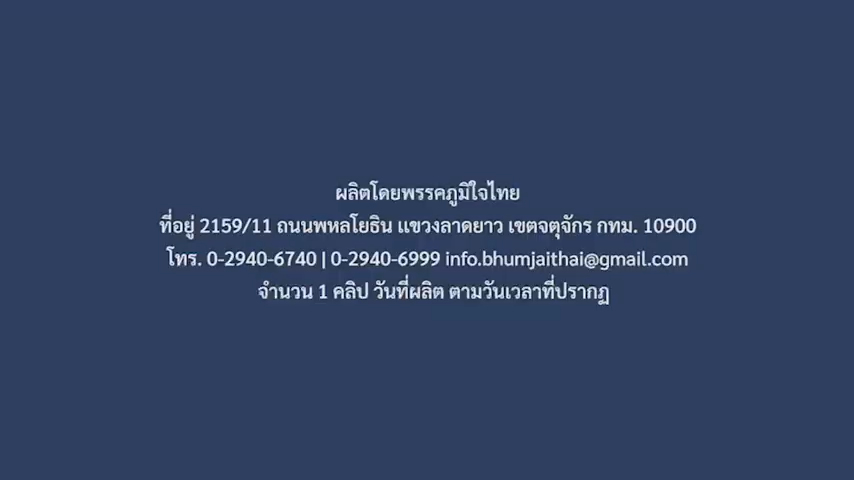 ผลิตโดยพรรคภูมิใจไทย
ที่อยู่ 2159/11 ถนนพหลโยธิน แขวงลาดยาว เขตจตุจักร กทม. 10900
โทร. 0-2940-6740 | 0-2940-6999 info.bhumjaithai@gmail.com
จำนวน 1 คลิป วันที่ผลิต ตามวันเวลาที่ปรากฏ